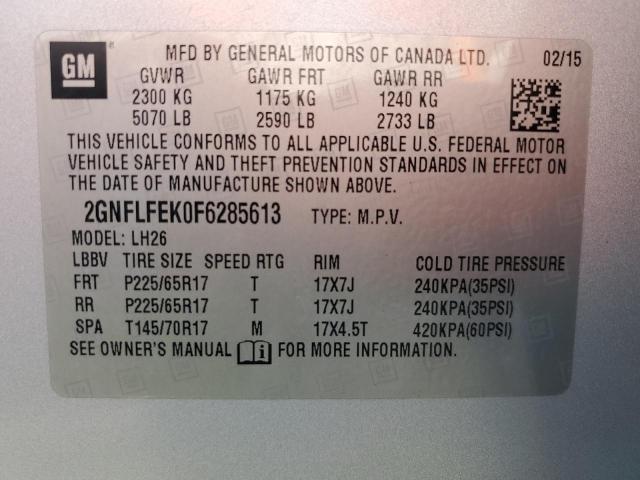 GM
MFD BY GENERAL MOTORS OF CANADA LTD. 02/15
GVWR GAWR FRT GAWR RR
2300 KG 1175 KG 1240 KG
5070 LB 2590 LB 2733 LB
THIS VEHICLE CONFORMS TO ALL APPLICABLE U.S. FEDERAL MOTOR
VEHICLE SAFETY AND THEFT PREVENTION STANDARDS IN EFFECT ON
THE DATE OF MANUFACTURE SHOWN ABOVE.
2GNFLFEK0F6285613 TYPE: M.P.V.
MODEL: LH26
LBBV TIRE SIZE SPEED RTG RIM COLD TIRE PRESSURE
FRT P225/65R17 T 17X7J 240KPA(35PSI)
RR P225/65R17 T 17X7J 240KPA(35PSI)
SPA T145/70R17 M 17X4.5T 420KPA(60PSI)
SEE OWNER'S MANUAL i FOR MORE INFORMATION.